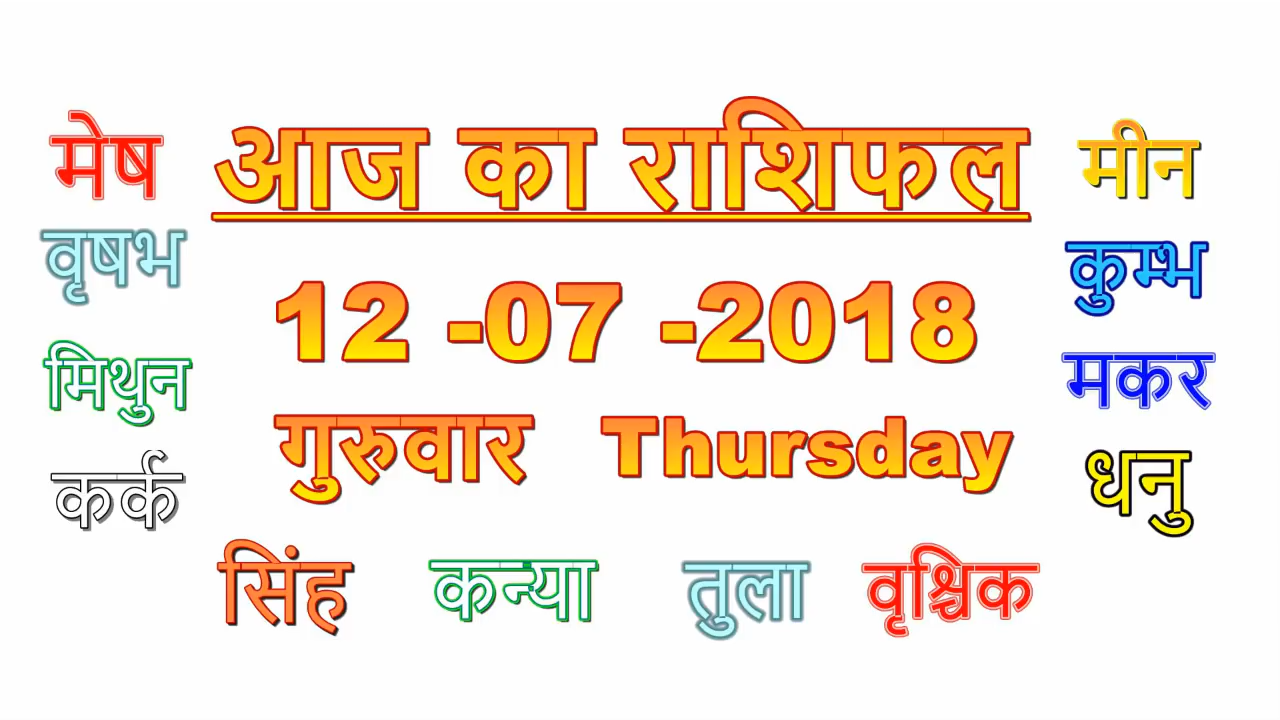 आज का राशिफल
12 -07 -2018
गुरुवार Thursday
मेष
वृषभ
मिथुन
कर्क
सिंह
कन्या
तुला
वृश्चिक
धनु
मकर
कुम्भ
मीन